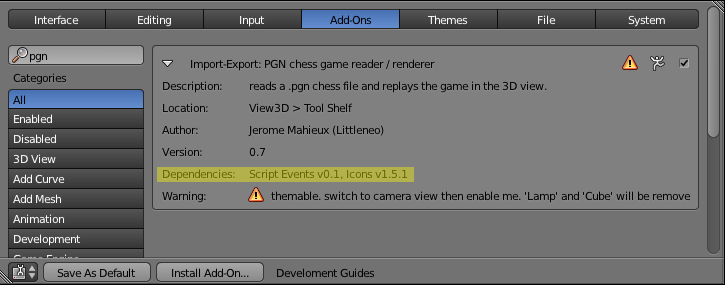 Interface Editing Input Add-Ons Themes File System
pgn
Categories
All
Enabled
Disabled
3D View
Add Curve
Add Mesh
Animation
Development
Game Engine
Import-Export: PGN chess game reader / renderer
Description: reads a .pgn chess file and replays the game in the 3D view.
Location: View3D > Tool Shelf
Author: Jerome Mahieux (Littleneo)
Version: 0.7
Dependencies: Script Events v0.1, Icons v1.5.1
Warning: themable. switch to camera view then enable me. 'Lamp' and 'Cube' will be remove
Save As Default Install Add-On... Develoment Guides